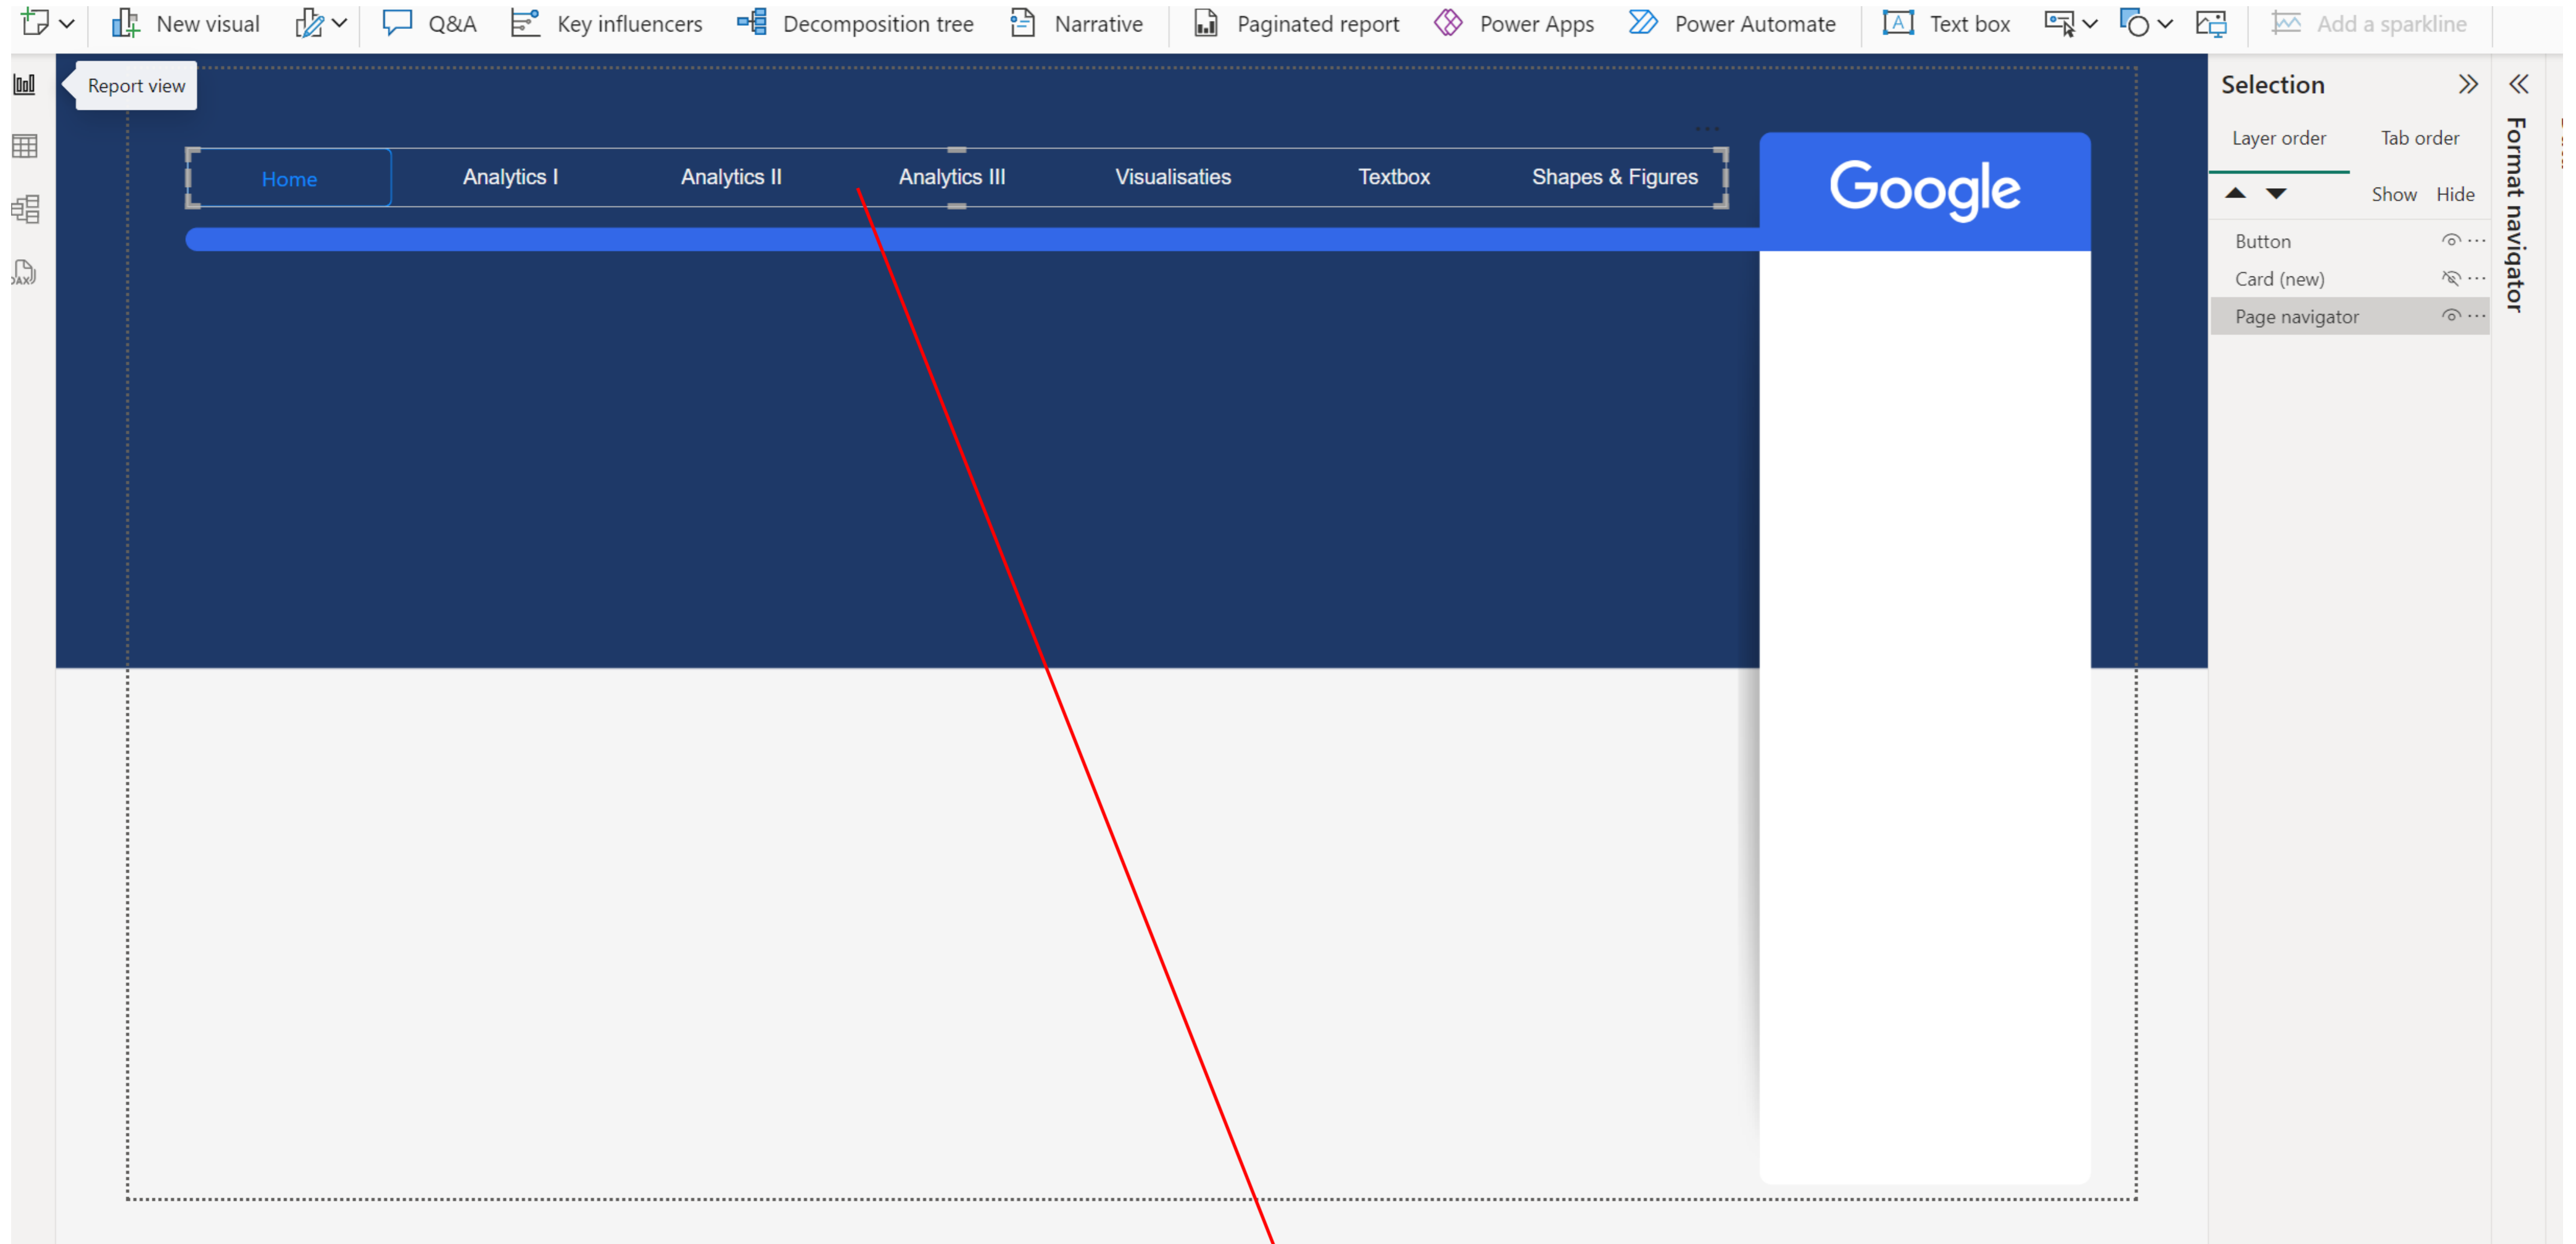 New visual Q&A Key influencers Decomposition tree Narrative Paginated report Power Apps Power Automate A Text box Add a sparkline
Report view
Home Analytics I Analytics II Analytics III Visualisaties Textbox Shapes & Figures
Google
DAX
Selection
Layer order Tab order
Show Hide
Button
Card (new)
Page navigator
Format navigator